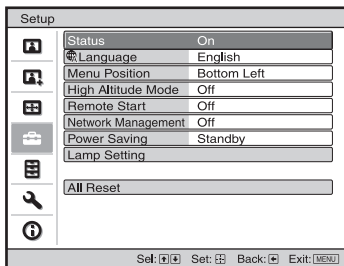 Setup
Status On
Language English
Menu Position Bottom Left
High Altitude Mode Off
Remote Start Off
Network Management Off
Power Saving Standby
Lamp Setting
All Reset
Sel: Set: Back: Exit: MENU